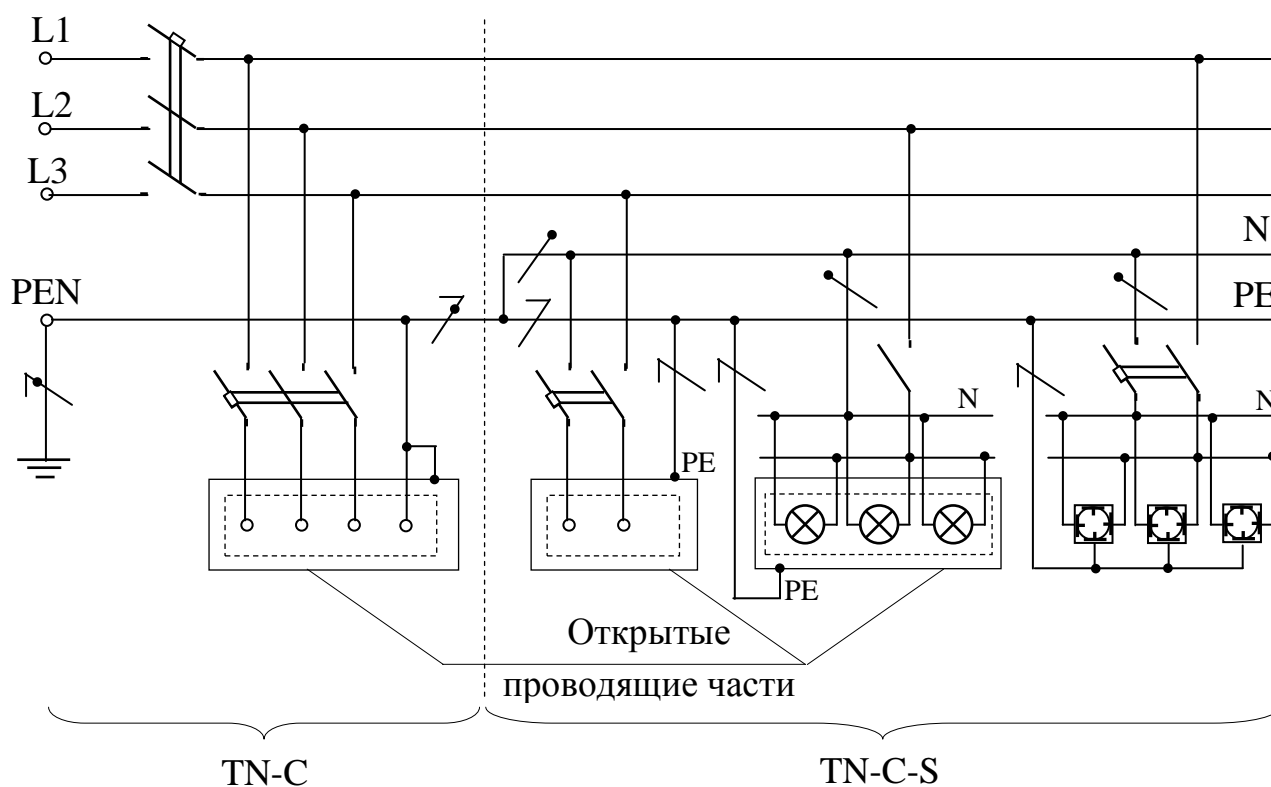 L1
L2
L3
N
PEN
PE
N
N
PE
PE
Открытые
проводящие части
TN-C
TN-C-S